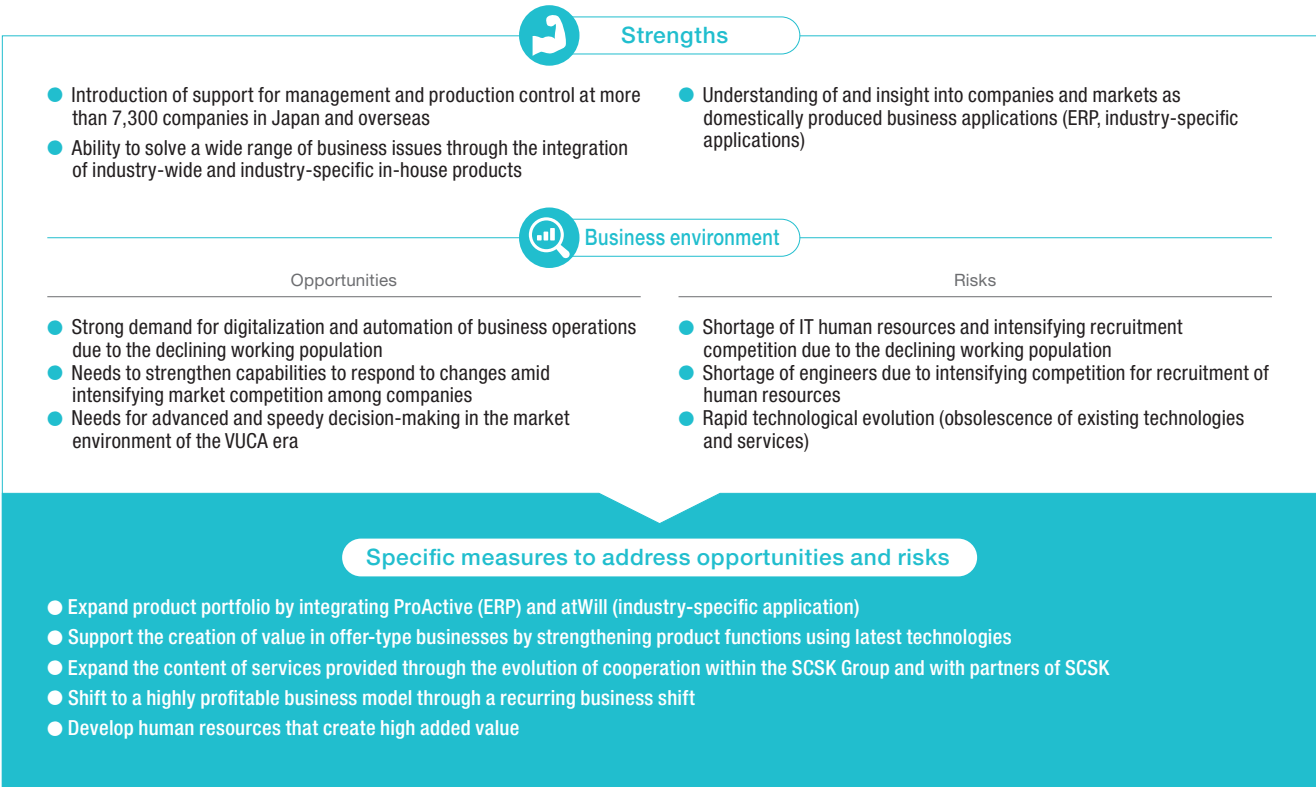 Strengths
Introduction of support for management and production control at more
than 7,300 companies in Japan and overseas
Ability to solve a wide range of business issues through the integration
of industry-wide and industry-specific in-house products
Understanding of and insight into companies and markets as
domestically produced business applications (ERP, industry-specific
applications)
Business environment
Opportunities
Strong demand for digitalization and automation of business operations
due to the declining working population
Needs to strengthen capabilities to respond to changes amid
intensifying market competition among companies
Needs for advanced and speedy decision-making in the market
environment of the VUCA era
Risks
Shortage of IT human resources and intensifying recruitment
competition due to the declining working population
Shortage of engineers due to intensifying competition for recruitment of
human resources
Rapid technological evolution (obsolescence of existing technologies
and services)
Specific measures to address opportunities and risks
Expand product portfolio by integrating ProActive (ERP) and atWill (industry-specific application)
Support the creation of value in offer-type businesses by strengthening product functions using latest technologies
Expand the content of services provided through the evolution of cooperation within the SCSK Group and with partners of SCSK
Shift to a highly profitable business model through a recurring business shift
Develop human resources that create high added value